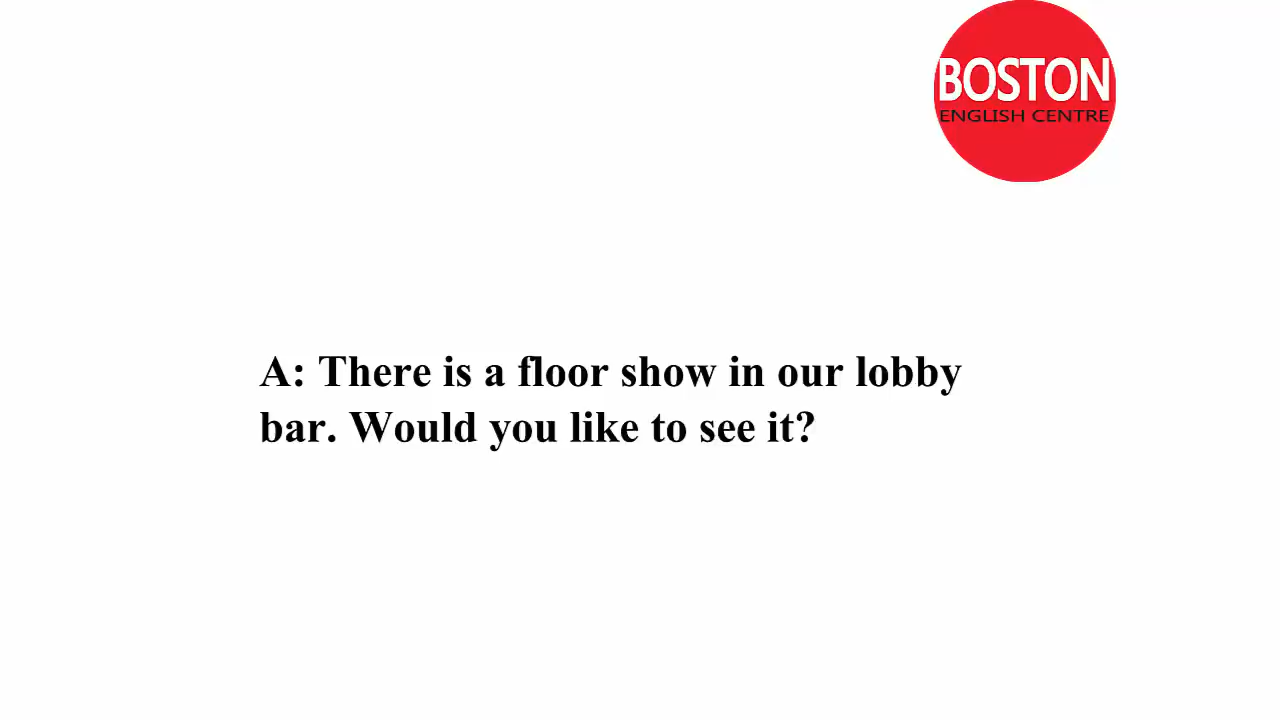 BOSTON
ENGLISH CENTRE
A: There is a floor show in our lobby
bar. Would you like to see it?